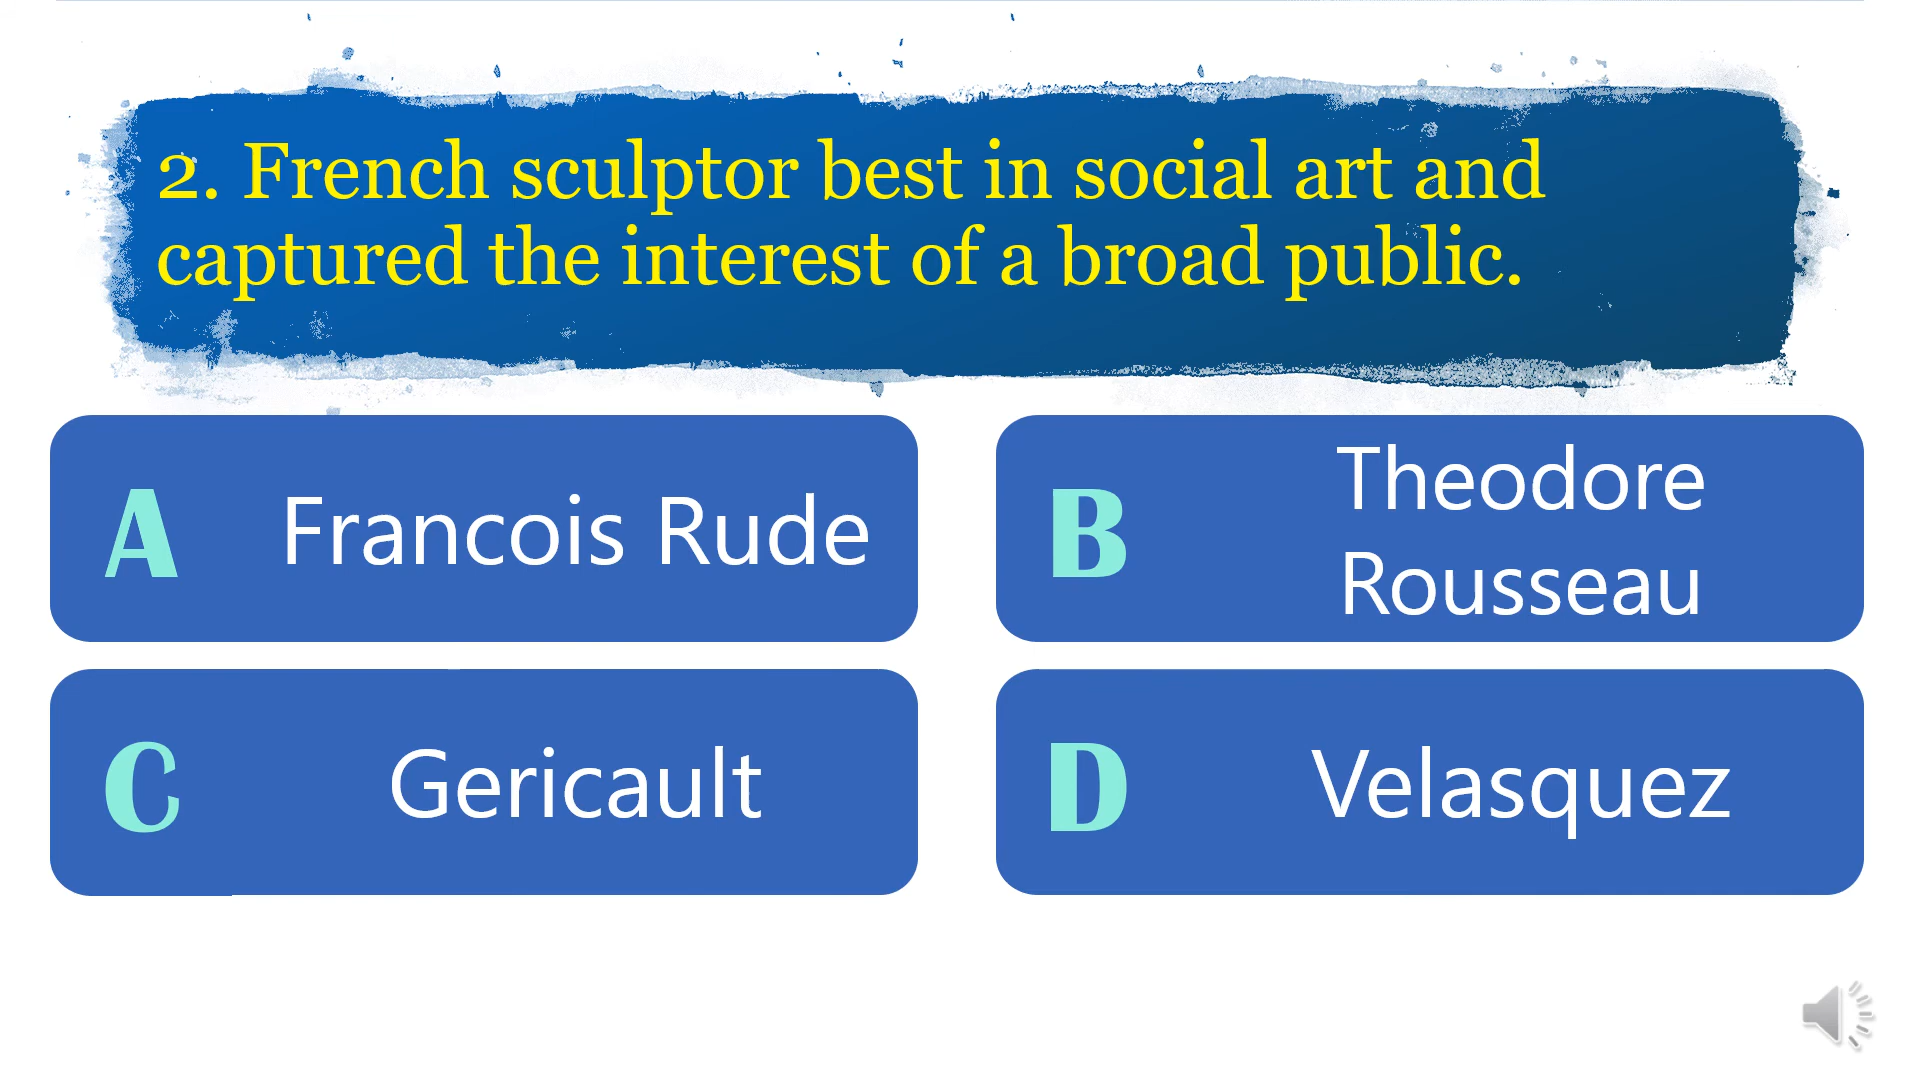 2. French sculptor best in social art and
captured the interest of a broad public.
A Francois Rude
B Theodore
Rousseau
C Gericault
D Velasquez